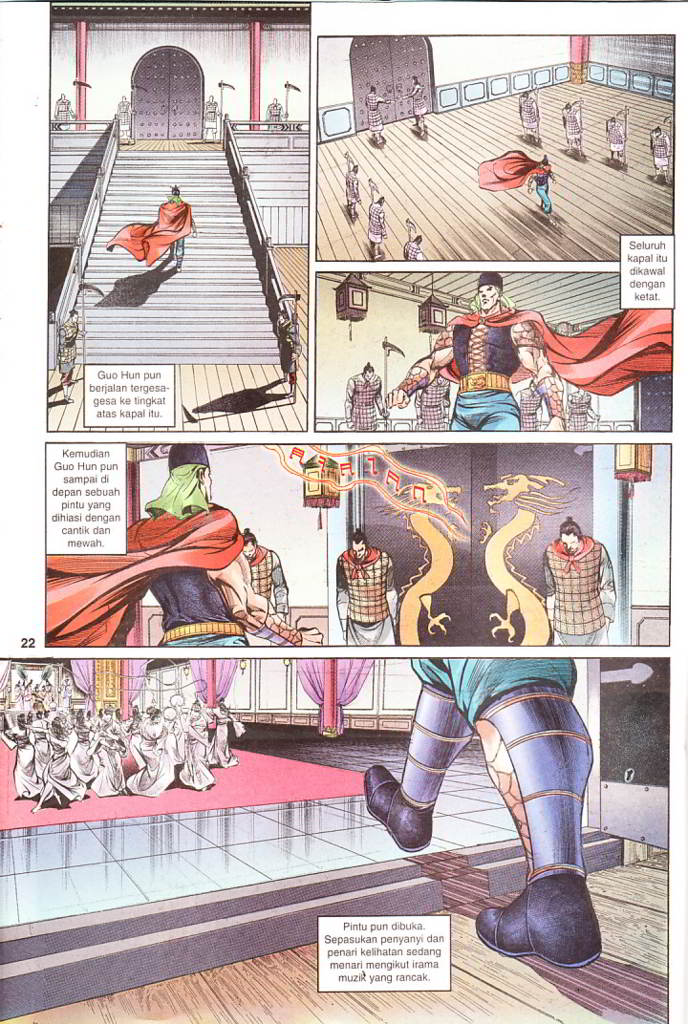 Guo Hun pun
berjalan tergesa-
gesa ke tingkat
atas kapal itu.
Seluruh
kapal itu
dikawal
dengan
ketat.
Kemudian
Guo Hun pun
sampai di
depan sebuah
pintu yang
dihiasi dengan
cantik dan
mewah.
22
Pintu pun dibuka.
Sepasukan penyanyi dan
penari kelihatan sedang
menari mengikut irama
muzik yang rancak.